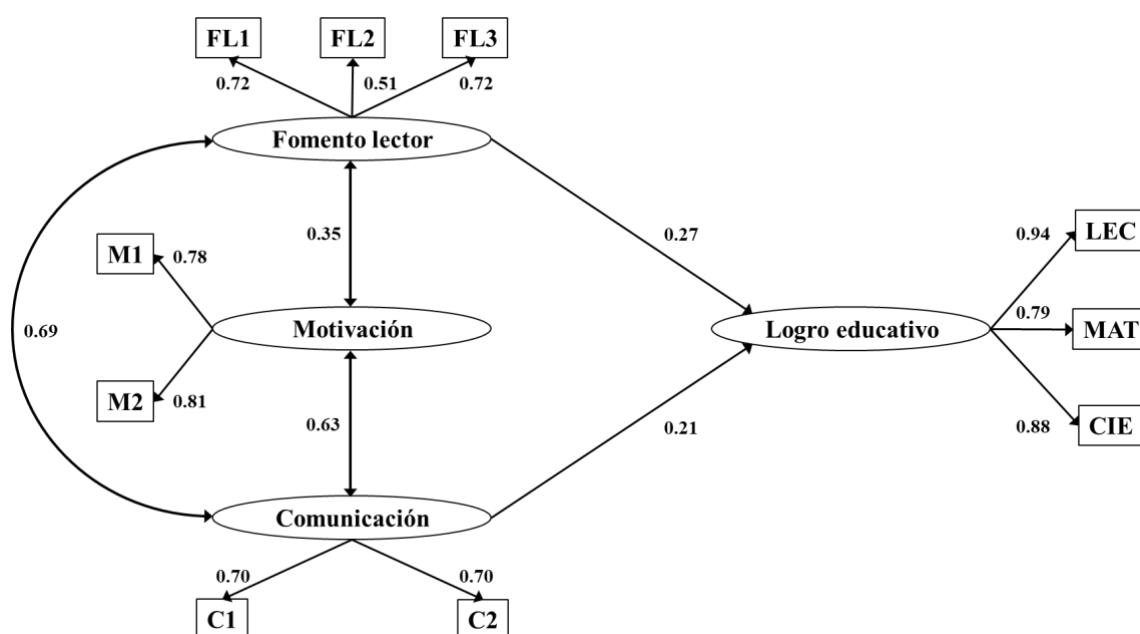 FL1
FL2
FL3
0.72
0.51
0.72
Fomento lector
0.35
0.27
M1
0.78
0.69
Motivación
M2
0.81
0.63
Logro educativo
0.94
LEC
0.79
MAT
0.88
CIE
0.21
Comunicación
0.70
0.70
C1
C2